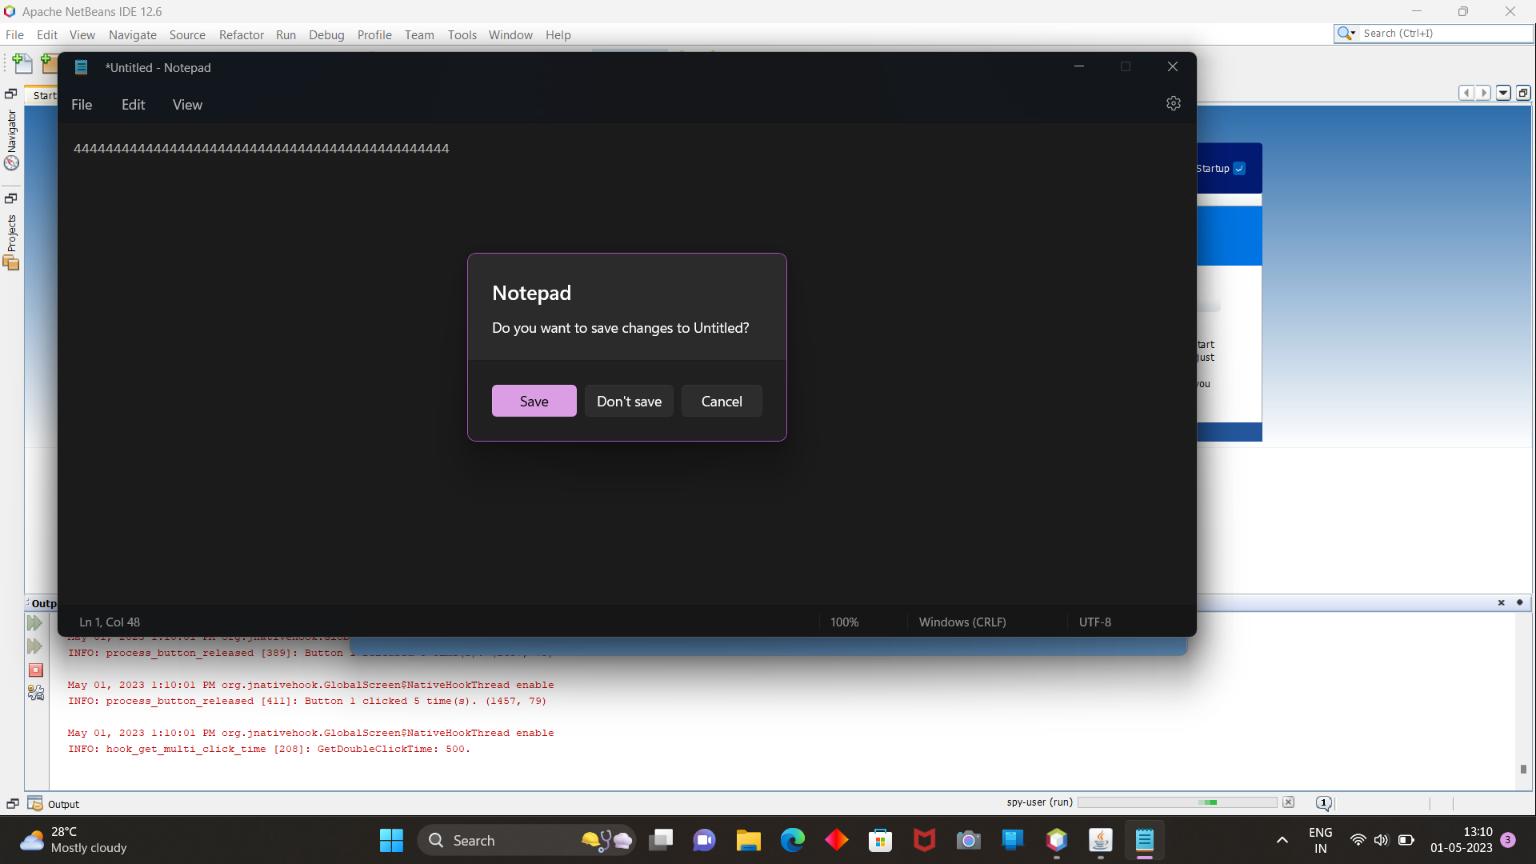 Apache NetBeans IDE 12.6
File Edit View Navigate Source Refactor Run Debug Profile Team Tools Window Help
Search (Ctrl+I)
*Untitled - Notepad
File Edit View
Start
Navigator
Projects
44444444444444444444444444444444444444444444444
Startup
Notepad
Do you want to save changes to Untitled?
Save Don't save Cancel
tart
just
you
Ln 1, Col 48 100% Windows (CRLF) UTF-8
Outp
May 01, 2023 1:10:01 PM org.jnativehook.Glob
INFO: process_button_released [389]: Button
May 01, 2023 1:10:01 PM org.jnativehook.GlobalScreen$NativeHookThread enable
INFO: process_button_released [411]: Button 1 clicked 5 time(s). (1457, 79)
May 01, 2023 1:10:01 PM org.jnativehook.GlobalScreen$NativeHookThread enable
INFO: hook_get_multi_click_time [208]: GetDoubleClickTime: 500.
Output
spy-user (run)
1
28°C
Mostly cloudy
Search
ENG
IN
13:10
01-05-2023
3